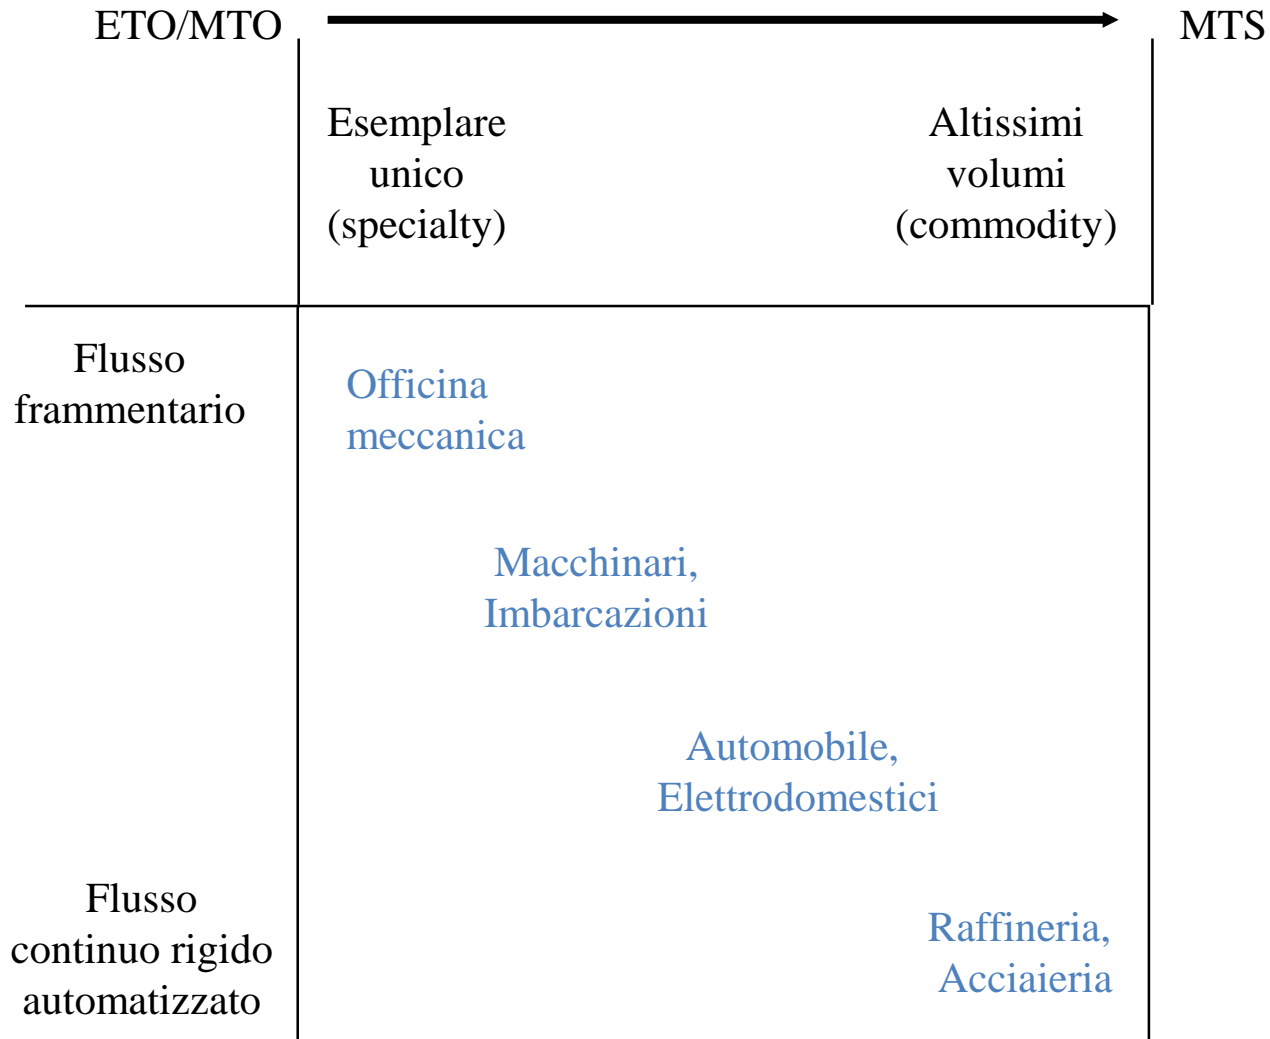 ETO/MTO
MTS
Esemplare
unico
(specialty)
Altissimi
volumi
(commodity)
Flusso
frammentario
Officina
meccanica
Macchinari,
Imbarcazioni
Automobile,
Elettrodomestici
Flusso
continuo rigido
automatizzato
Raffineria,
Acciaieria